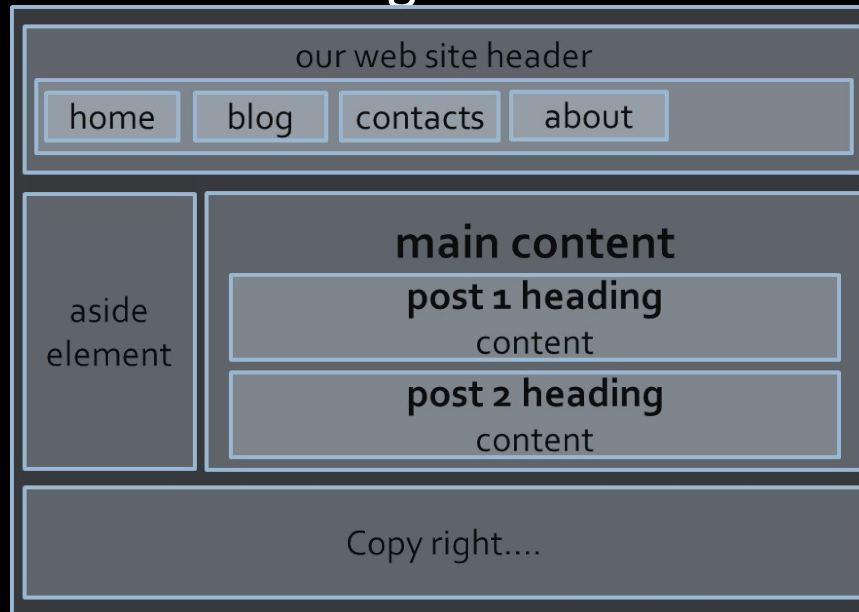 our web site header
home blog contacts about
main content
post 1 heading
content
post 2 heading
content
aside
element
Copy right....